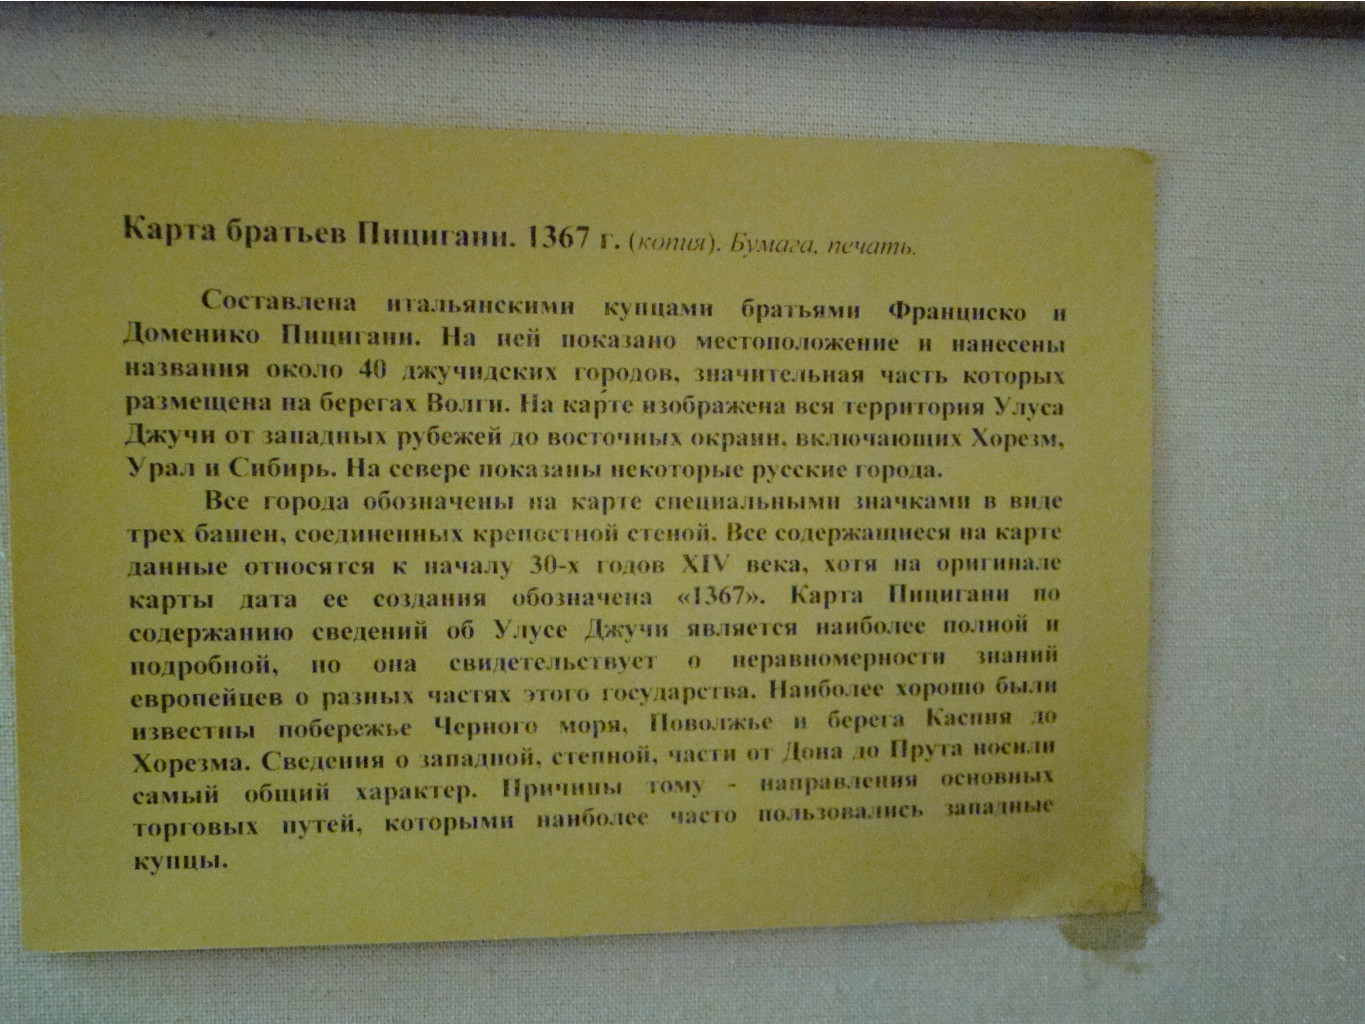 Карта братьев Пицигани. 1367 г. (копия). Бумага, печать.
Составлена итальянскими купцами братьями Франциско и
Доменико Пицигани. На ней показано местоположение и нанесены
названия около 40 джучидских городов, значительная часть которых
размещена на берегах Волги. На карте изображена вся территория Улуса
Джучи от западных рубежей до восточных окраин, включающих Хорезм,
Урал и Сибирь. На севере показаны некоторые русские города.
Все города обозначены на карте специальными значками в виде
трех башен, соединенных крепостной стеной. Все содержащиеся на карте
данные относятся к началу 30-х годов XIV века, хотя на оригинале
карты дата ее создания обозначена «1367». Карта Пицигани по
содержанию сведений об Улусе Джучи является наиболее полной и
подробной, но она свидетельствует о неравномерности знаний
европейцев о разных частях этого государства. Наиболее хорошо были
известны побережье Черного моря, Поволжье и берега Каспия до
Хорезма. Сведения о западной, степной, части от Дона до Прута носили
самый общий характер. Причины тому - направления основных
торговых путей, которыми наиболее часто пользовались западные
купцы.